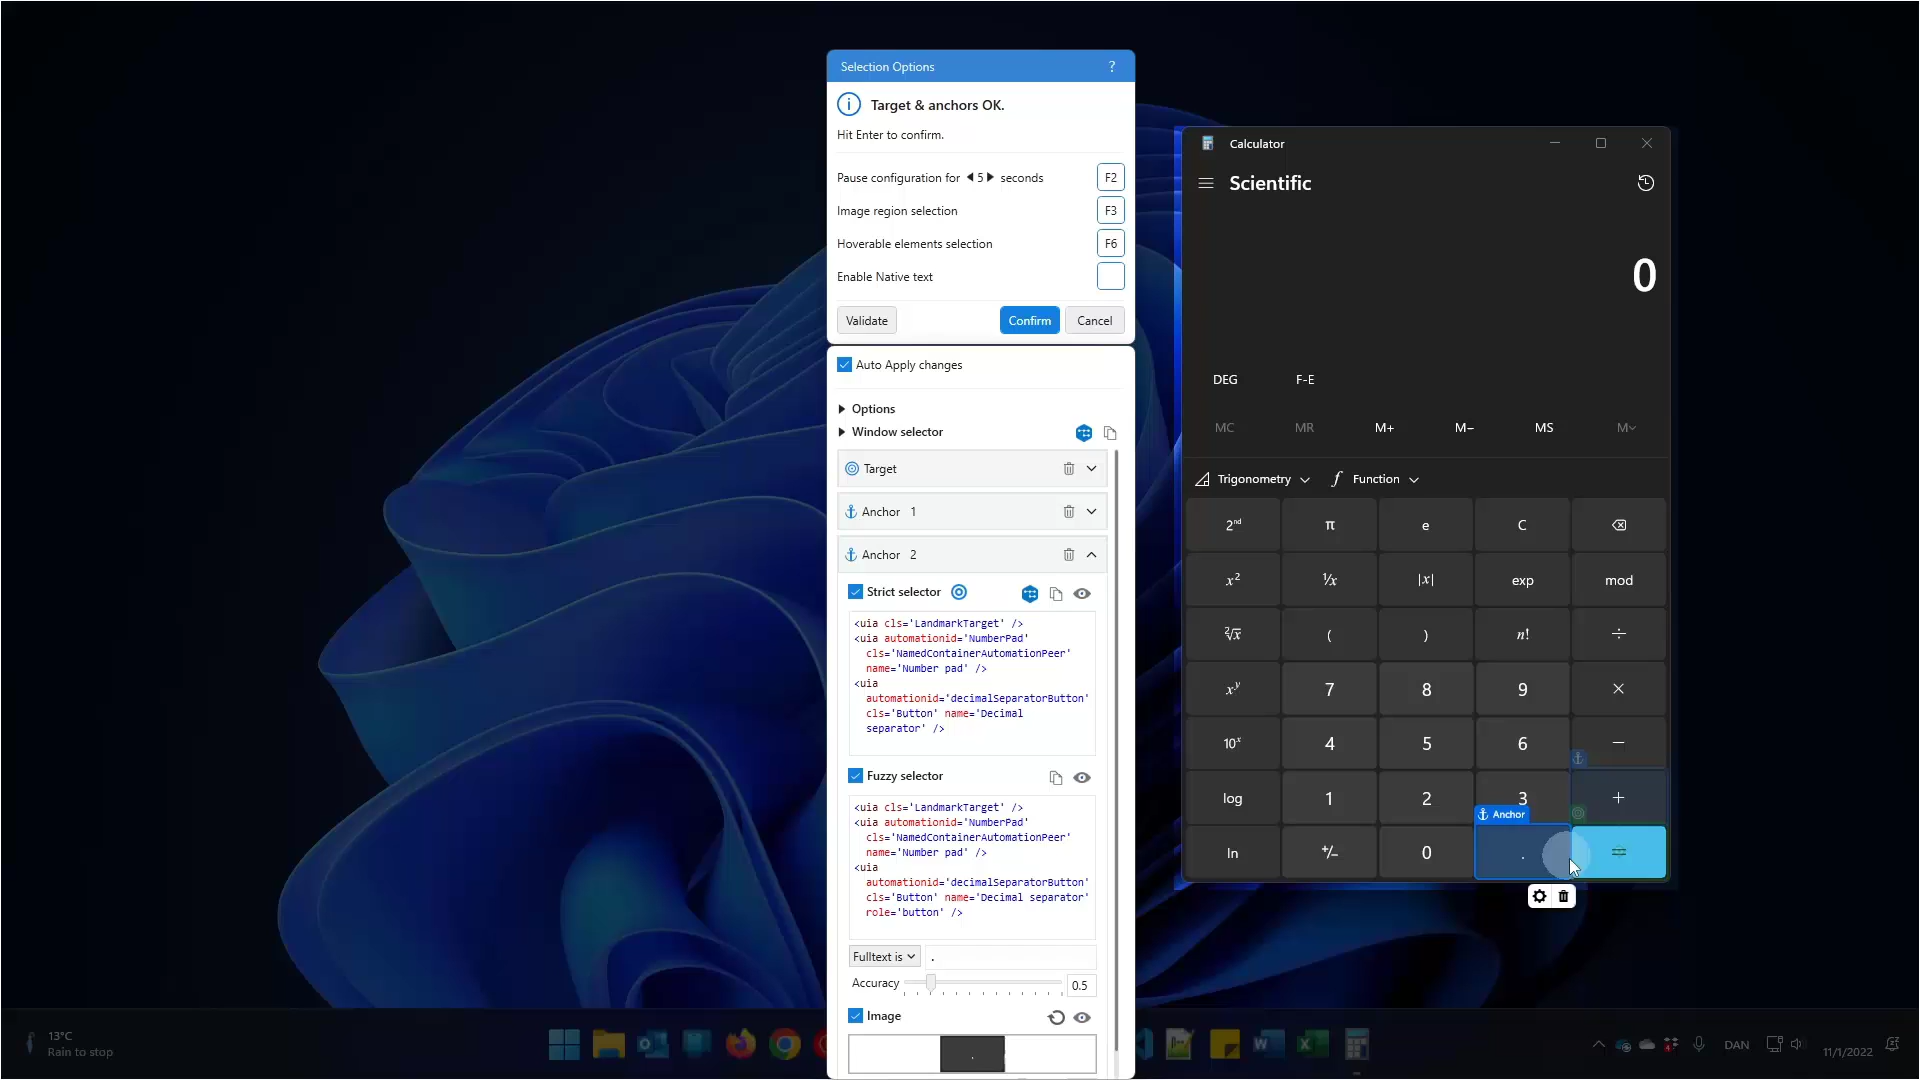 Selection Options ?
Target & anchors OK.
Hit Enter to confirm.
Pause configuration for 5 seconds F2
Image region selection F3
Hoverable elements selection F6
Enable Native text
Validate Confirm Cancel
Auto Apply changes
Options
Window selector
Target
Anchor 1
Anchor 2
Strict selector
<uia cls='LandmarkTarget' />
<uia automationid='NumberPad'
cls='NamedContainerAutomationPeer'
name='Number pad' />
<uia
automationid='decimalSeparatorButton'
cls='Button' name='Decimal
separator' />
Fuzzy selector
<uia cls='LandmarkTarget' />
<uia automationid='NumberPad'
cls='NamedContainerAutomationPeer'
name='Number pad' />
<uia
automationid='decimalSeparatorButton'
cls='Button' name='Decimal separator'
role='button' />
Fulltext is .
Accuracy 0.5
Image
.
Calculator
Scientific
0
DEG F-E
MC MR M+ M− MS M
Trigonometry f Function
2nd π e C
x² ¹/x |x| exp mod
²√x ( ) n! ÷
xʸ 7 8 9 ×
10ˣ 4 5 6 −
log 1 2 3 +
Anchor
ln +/− 0 . =
13°C
Rain to stop
DAN
11/1/2022